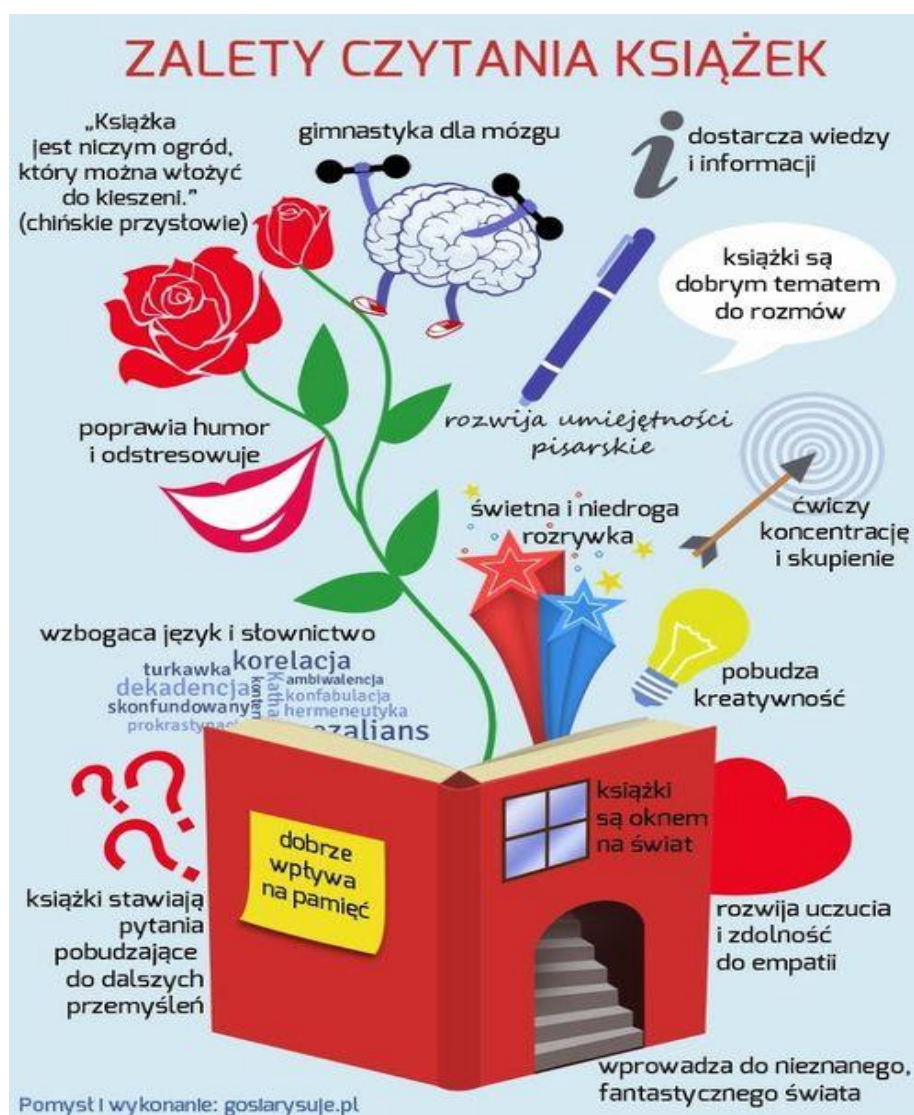 ZALETY CZYTANIA KSIĄŻEK
„Książka
jest niczym ogród,
który można włożyć
do kieszeni.”
(chińskie przysłowie)
gimnastyka dla mózgu
dostarcza wiedzy
i informacji
książki są
dobrym tematem
do rozmów
rozwija umiejętności
pisarskie
poprawia humor
i odstresowuje
świetna i niedroga
rozrywka
ćwiczy
koncentrację
i skupienie
wzbogaca język i słownictwo
turkawka
korelacja
dekadencja
ambiwalencja
konfabulacja
skonfundowany
hermeneutyka
pobudza
kreatywność
książki
są oknem
na świat
dobrze
wpływa
na pamięć
książki stawiają
pytania
pobudzające
do dalszych
przemyśleń
rozwija uczucia
i zdolność
do empatii
wprowadza do nieznanego,
fantastycznego świata
Pomysł i wykonanie: gosiarysuje.pl